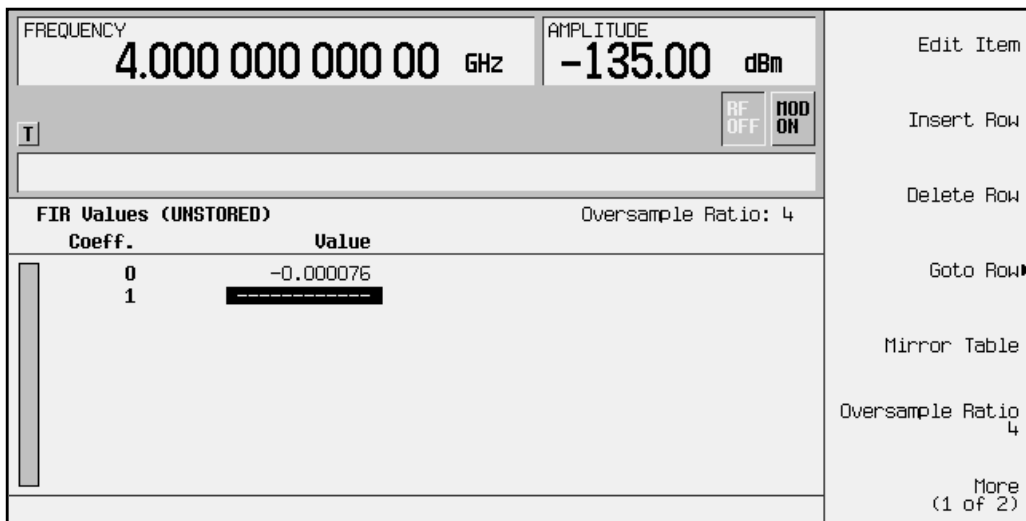 FREQUENCY
4.000 000 000 00 GHz
AMPLITUDE
-135.00 dBm
RF OFF
MOD ON
T
FIR Values (UNSTORED)
Oversample Ratio: 4
Coeff. Value
0 -0.000076
1 ------------
Edit Item
Insert Row
Delete Row
Goto Row
Mirror Table
Oversample Ratio
4
More
(1 of 2)